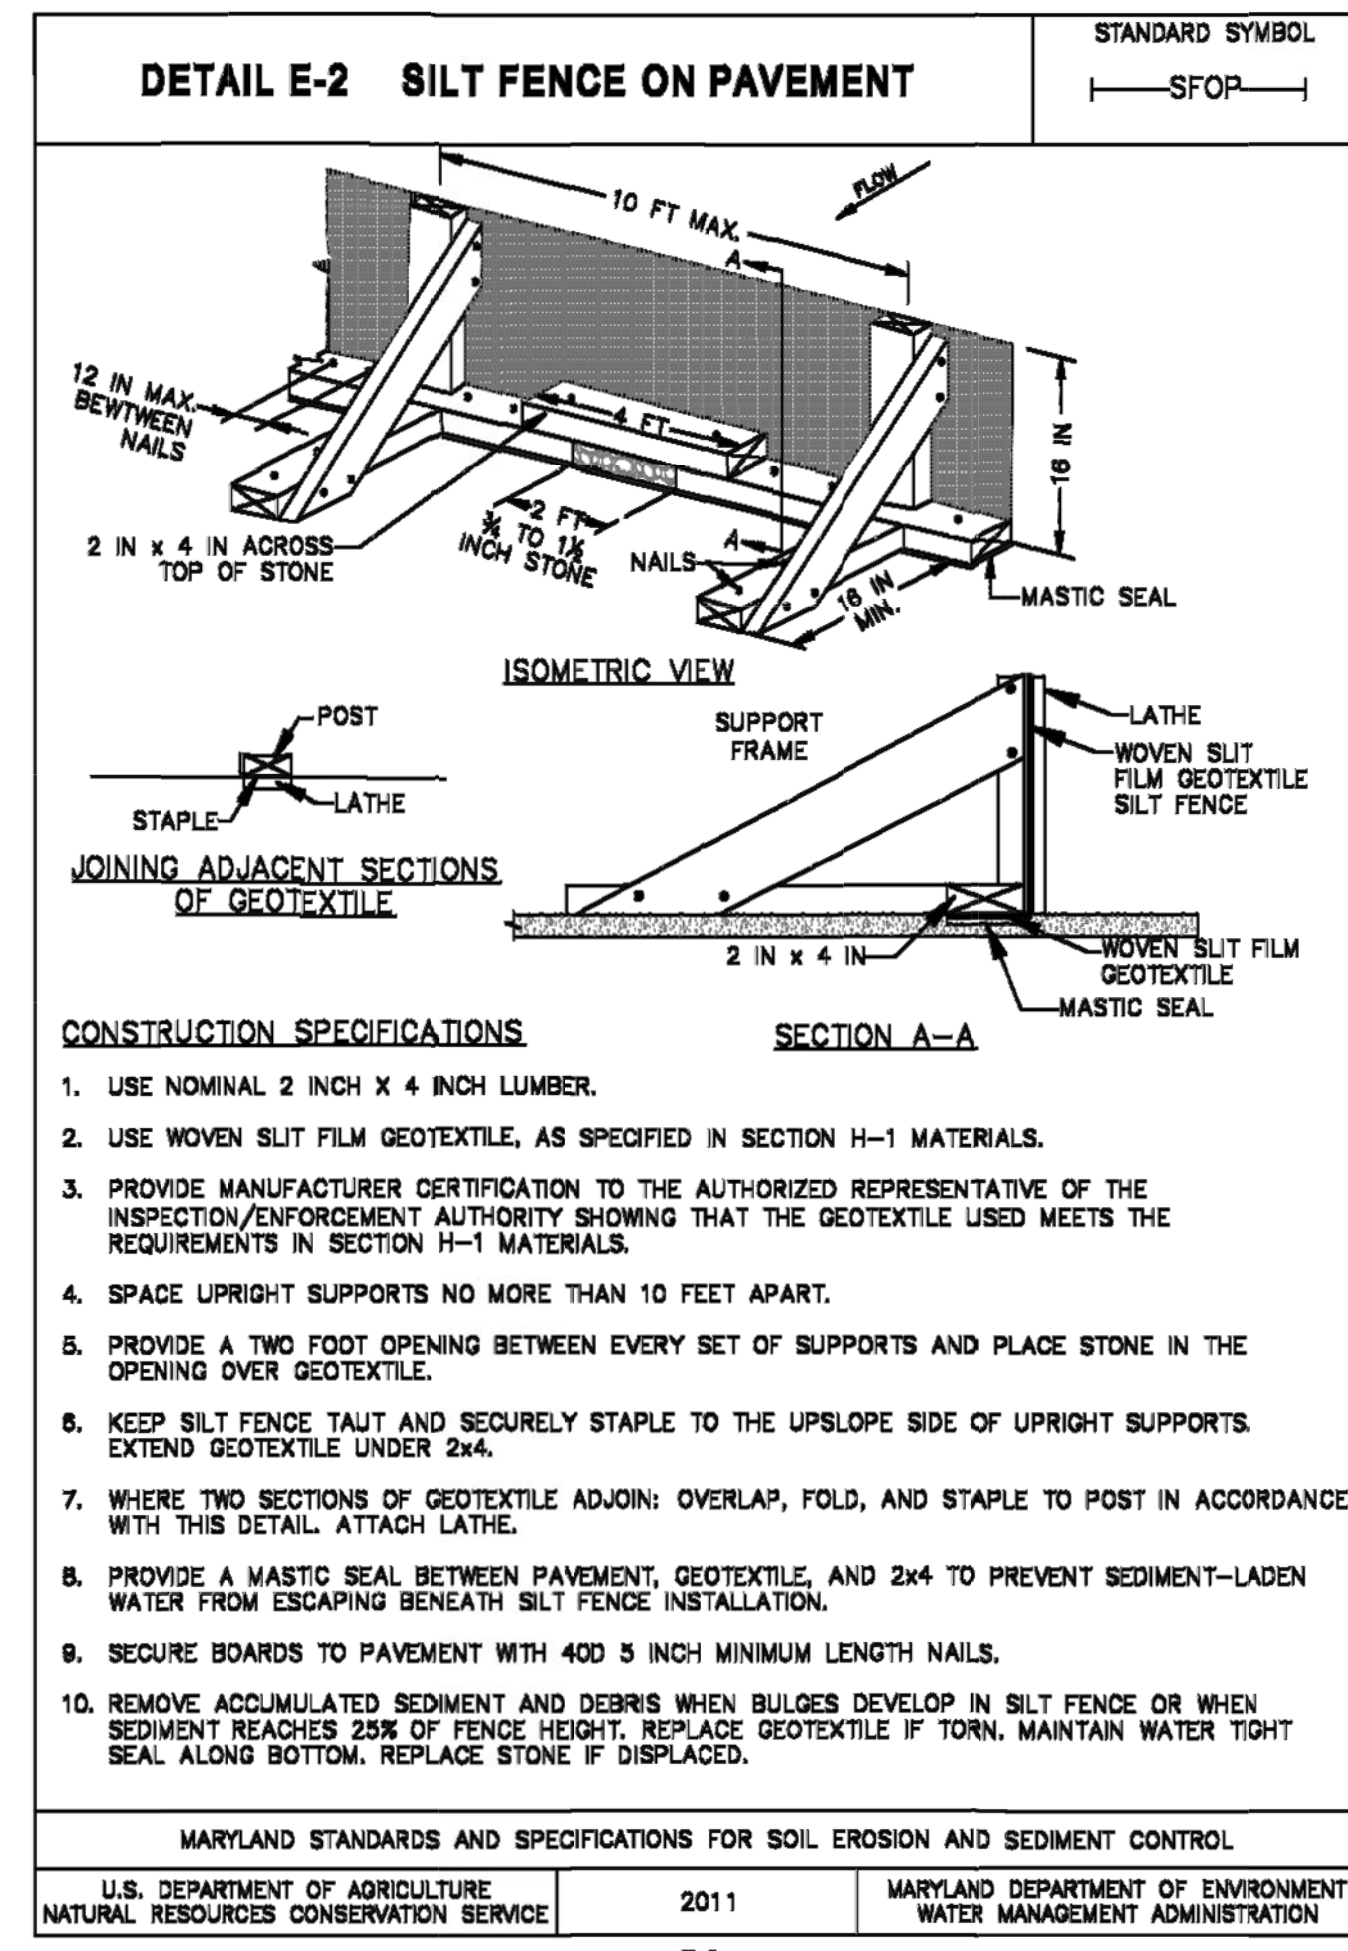 DETAIL E-2 SILT FENCE ON PAVEMENT
STANDARD SYMBOL
SFOP
10 FT MAX.
FLOW
A
12 IN MAX.
BEWTWEEN
NAILS
4 FT
16 IN
2 FT
¾ TO 1½
INCH STONE
2 IN x 4 IN ACROSS
TOP OF STONE
NAILS
A
16 IN
MIN.
MASTIC SEAL
ISOMETRIC VIEW
POST
STAPLE
LATHE
JOINING ADJACENT SECTIONS
OF GEOTEXTILE
SUPPORT
FRAME
LATHE
WOVEN SLIT
FILM GEOTEXTILE
SILT FENCE
2 IN x 4 IN
WOVEN SLIT FILM
GEOTEXTILE
MASTIC SEAL
SECTION A-A
CONSTRUCTION SPECIFICATIONS
1. USE NOMINAL 2 INCH X 4 INCH LUMBER.
2. USE WOVEN SLIT FILM GEOTEXTILE, AS SPECIFIED IN SECTION H-1 MATERIALS.
3. PROVIDE MANUFACTURER CERTIFICATION TO THE AUTHORIZED REPRESENTATIVE OF THE
INSPECTION/ENFORCEMENT AUTHORITY SHOWING THAT THE GEOTEXTILE USED MEETS THE
REQUIREMENTS IN SECTION H-1 MATERIALS.
4. SPACE UPRIGHT SUPPORTS NO MORE THAN 10 FEET APART.
5. PROVIDE A TWO FOOT OPENING BETWEEN EVERY SET OF SUPPORTS AND PLACE STONE IN THE
OPENING OVER GEOTEXTILE.
6. KEEP SILT FENCE TAUT AND SECURELY STAPLE TO THE UPSLOPE SIDE OF UPRIGHT SUPPORTS.
EXTEND GEOTEXTILE UNDER 2x4.
7. WHERE TWO SECTIONS OF GEOTEXTILE ADJOIN: OVERLAP, FOLD, AND STAPLE TO POST IN ACCORDANCE
WITH THIS DETAIL. ATTACH LATHE.
8. PROVIDE A MASTIC SEAL BETWEEN PAVEMENT, GEOTEXTILE, AND 2x4 TO PREVENT SEDIMENT-LADEN
WATER FROM ESCAPING BENEATH SILT FENCE INSTALLATION.
9. SECURE BOARDS TO PAVEMENT WITH 40D 5 INCH MINIMUM LENGTH NAILS.
10. REMOVE ACCUMULATED SEDIMENT AND DEBRIS WHEN BULGES DEVELOP IN SILT FENCE OR WHEN
SEDIMENT REACHES 25% OF FENCE HEIGHT. REPLACE GEOTEXTILE IF TORN. MAINTAIN WATER TIGHT
SEAL ALONG BOTTOM. REPLACE STONE IF DISPLACED.
MARYLAND STANDARDS AND SPECIFICATIONS FOR SOIL EROSION AND SEDIMENT CONTROL
U.S. DEPARTMENT OF AGRICULTURE
NATURAL RESOURCES CONSERVATION SERVICE
2011
MARYLAND DEPARTMENT OF ENVIRONMENT
WATER MANAGEMENT ADMINISTRATION